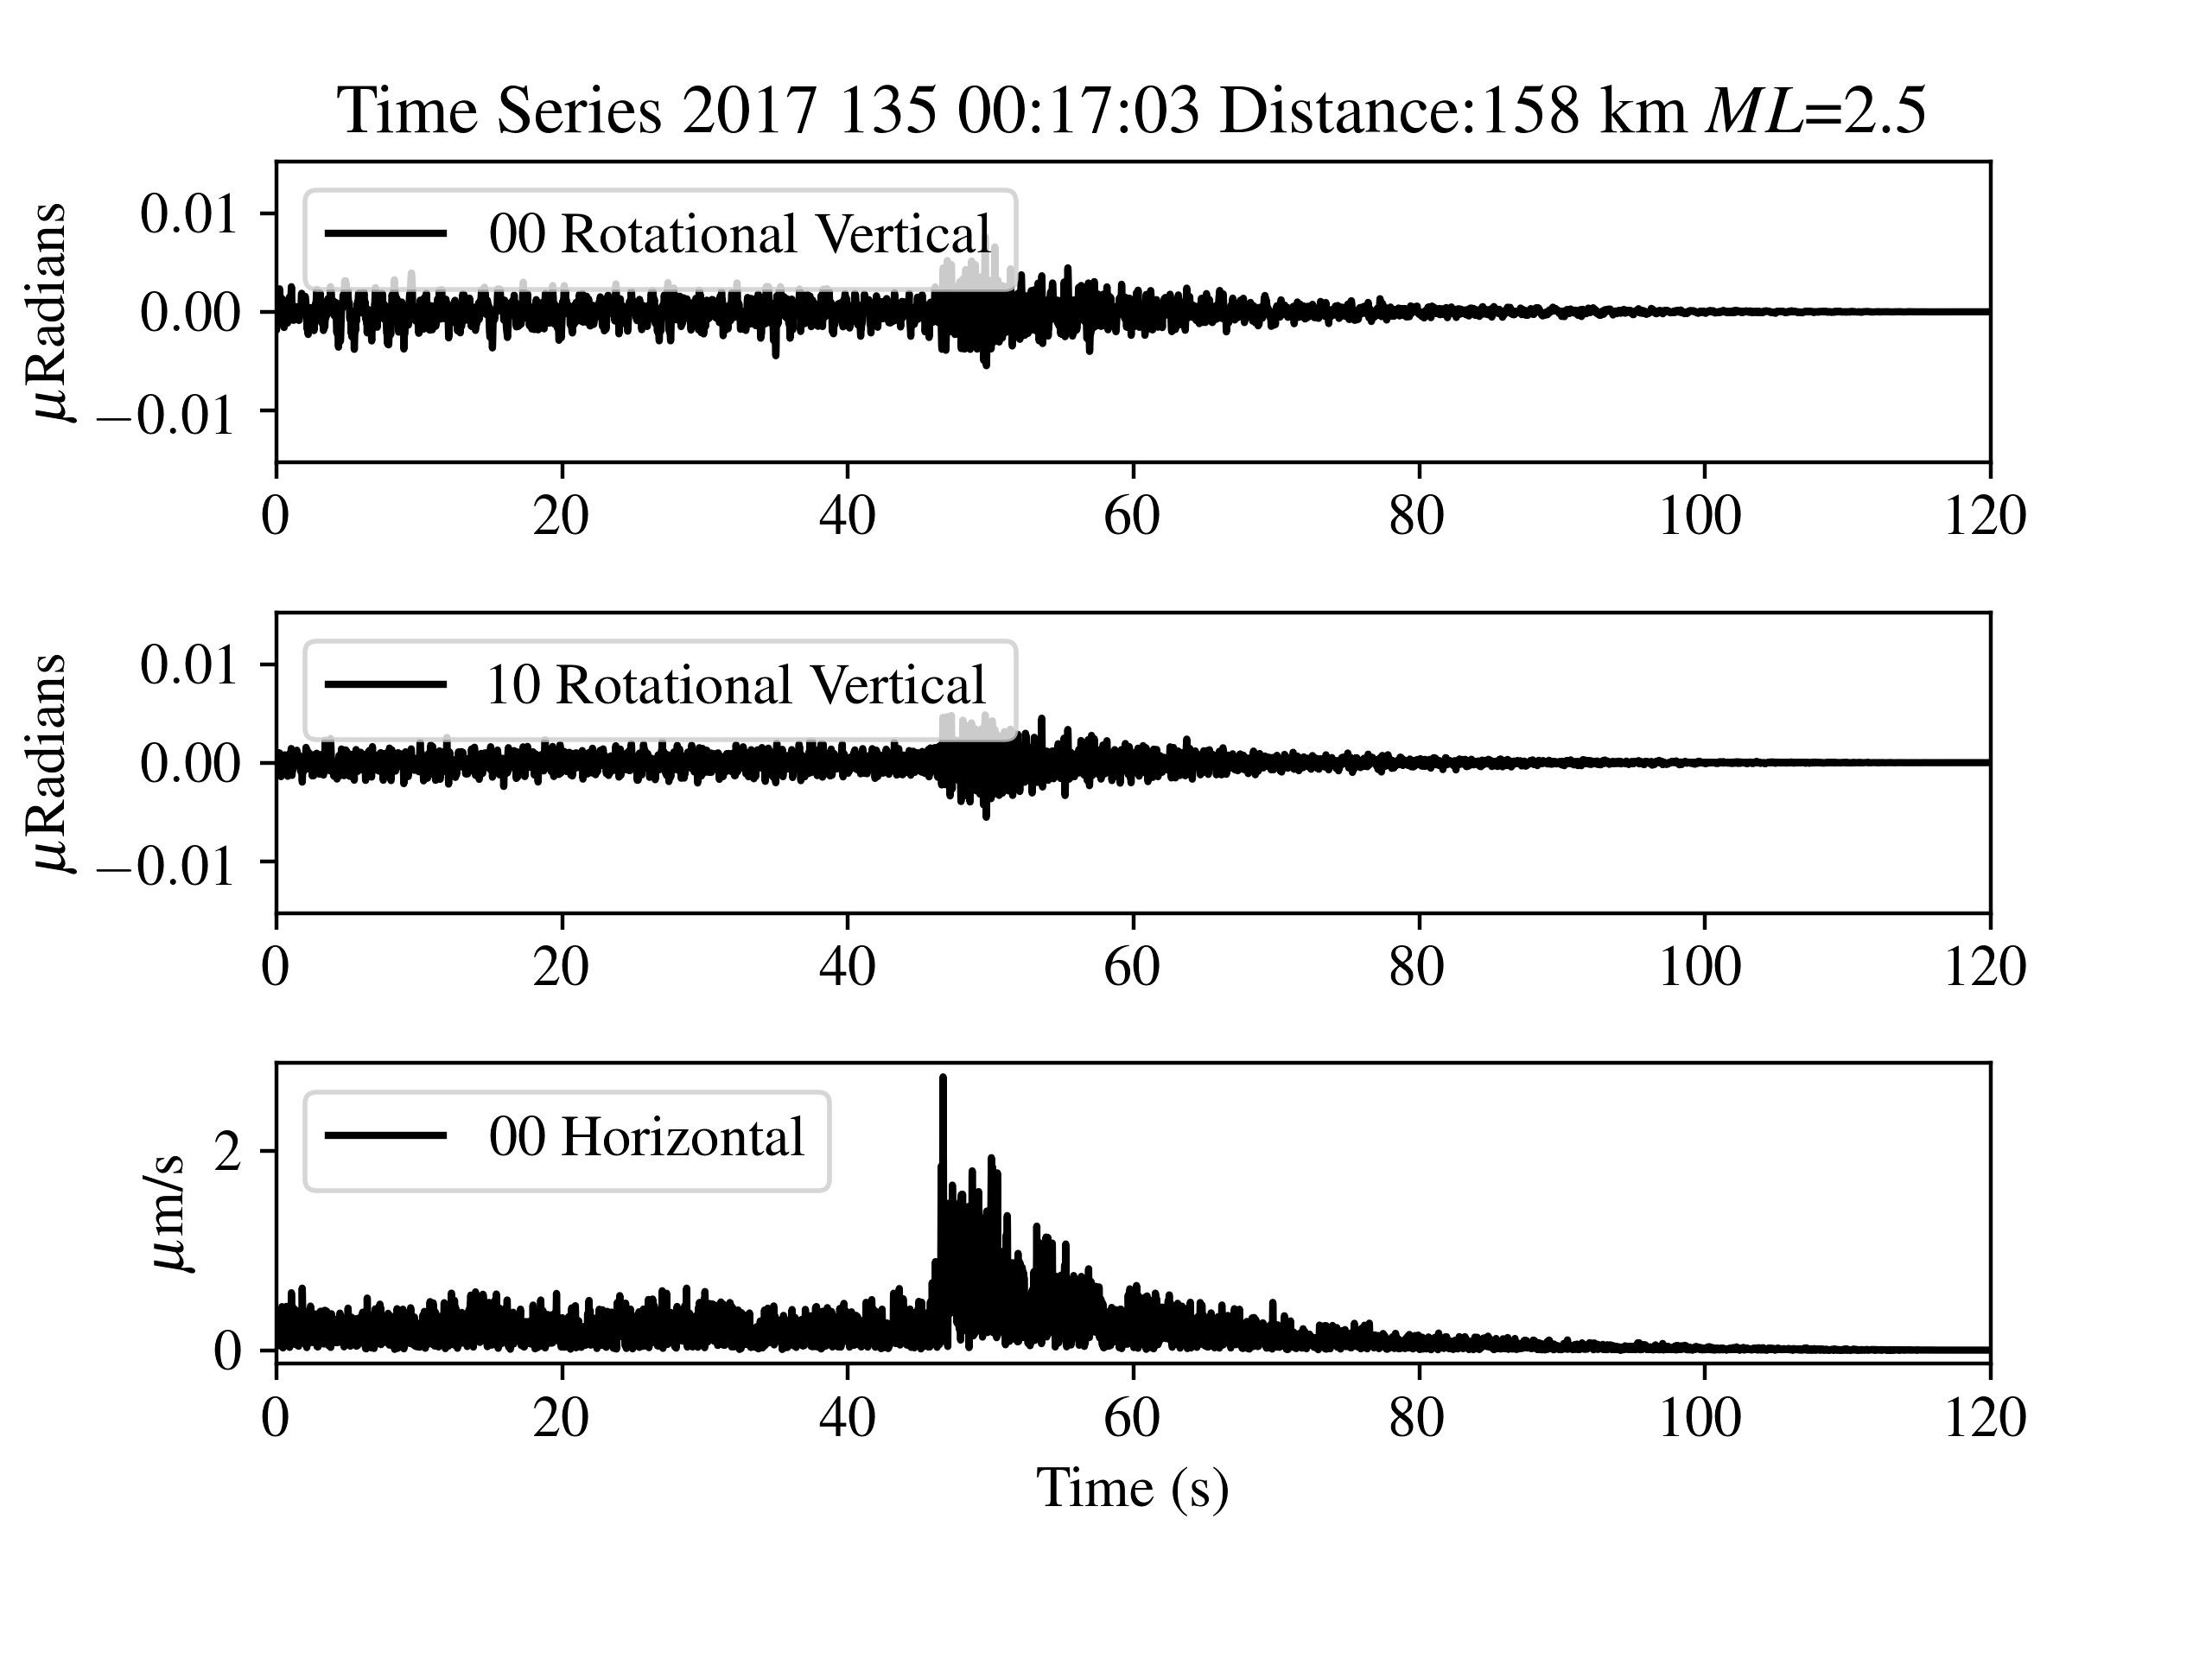 Time Series 2017 135 00:17:03 Distance:158 km ML=2.5
μRadians
0.01
0.00
−0.01
00 Rotational Vertical
0 20 40 60 80 100 120
μRadians
0.01
0.00
−0.01
10 Rotational Vertical
0 20 40 60 80 100 120
μm/s
2
0
00 Horizontal
0 20 40 60 80 100 120
Time (s)